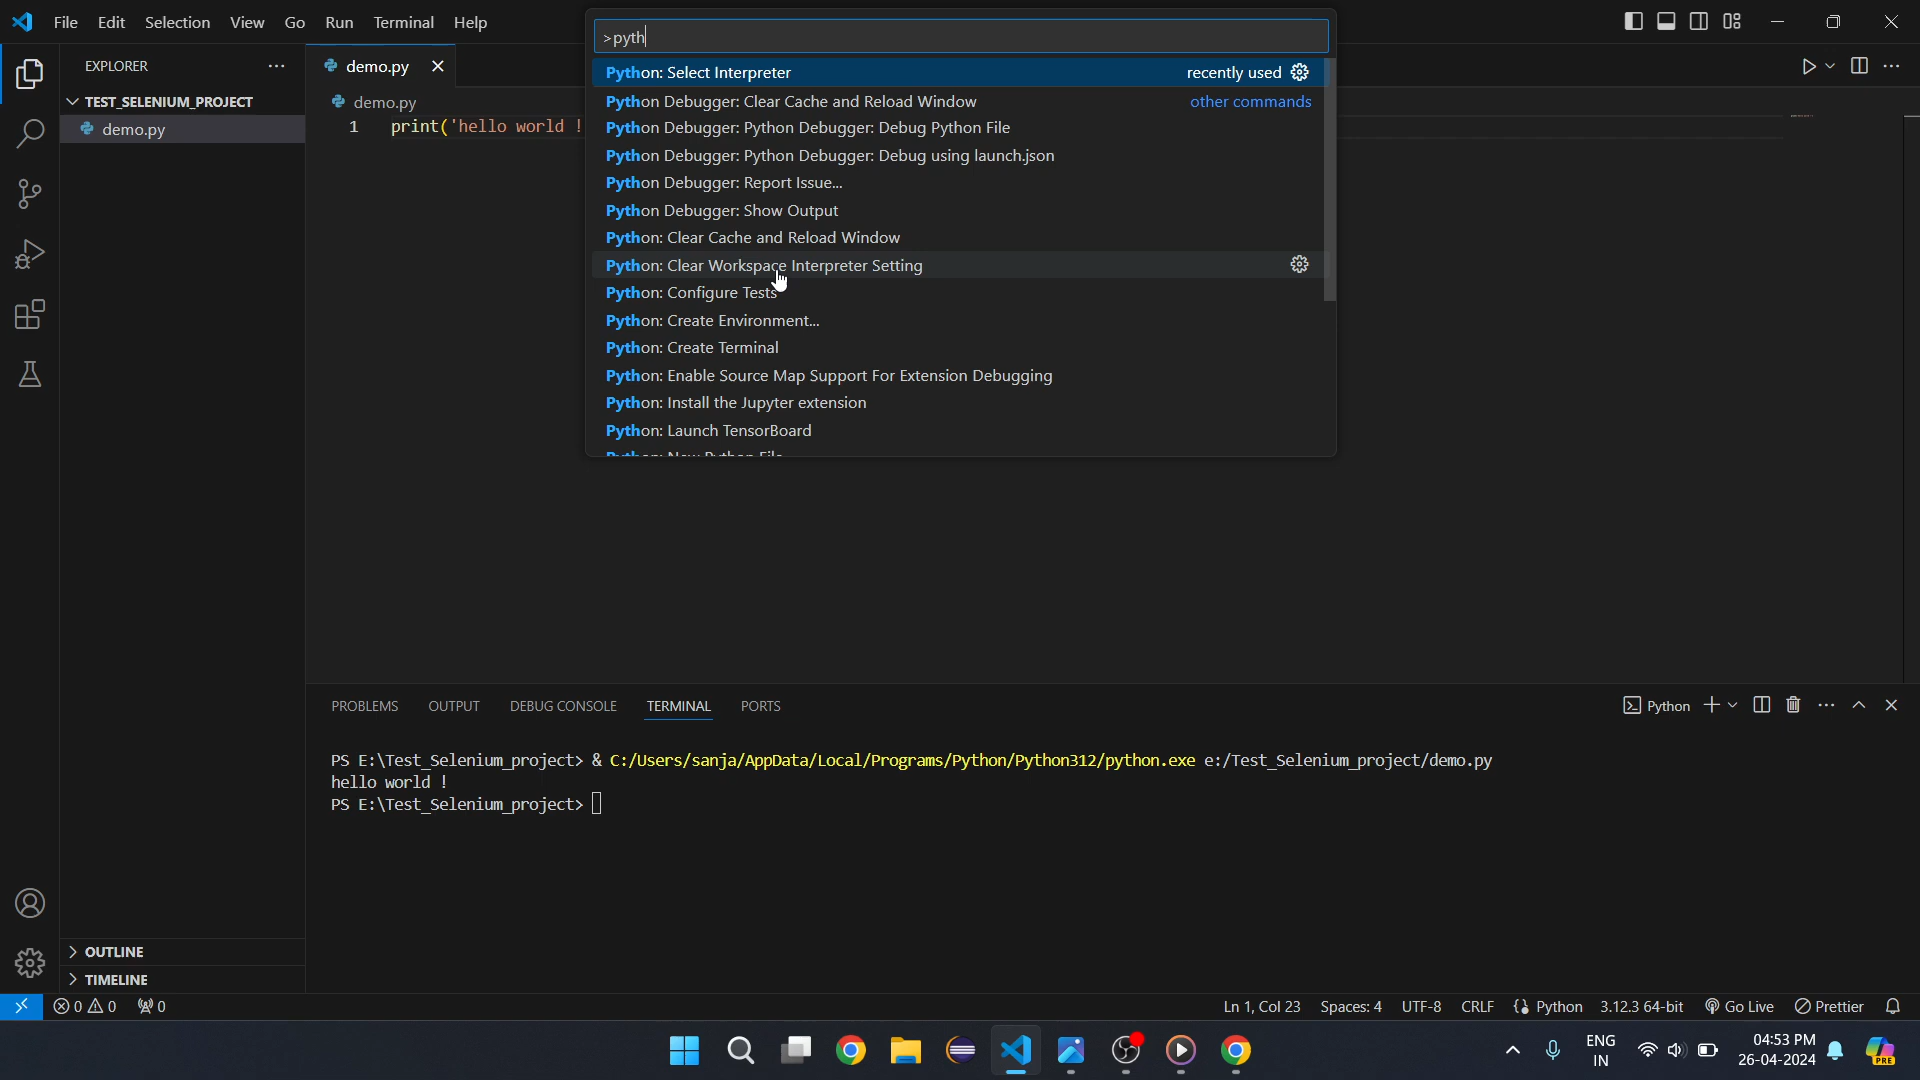 File Edit Selection View Go Run Terminal Help
>pyth
EXPLORER
demo.py
TEST_SELENIUM_PROJECT
demo.py
demo.py
1 print('hello world !
Python: Select Interpreter recently used
Python Debugger: Clear Cache and Reload Window other commands
Python Debugger: Python Debugger: Debug Python File
Python Debugger: Python Debugger: Debug using launch.json
Python Debugger: Report Issue...
Python Debugger: Show Output
Python: Clear Cache and Reload Window
Python: Clear Workspace Interpreter Setting
Python: Configure Tests
Python: Create Environment...
Python: Create Terminal
Python: Enable Source Map Support For Extension Debugging
Python: Install the Jupyter extension
Python: Launch TensorBoard
Python: New Python File
PROBLEMS OUTPUT DEBUG CONSOLE TERMINAL PORTS
Python
PS E:\Test_Selenium_project> & C:/Users/sanja/AppData/Local/Programs/Python/Python312/python.exe e:/Test_Selenium_project/demo.py
hello world !
PS E:\Test_Selenium_project>
OUTLINE
TIMELINE
0 0 0
Ln 1, Col 23 Spaces: 4 UTF-8 CRLF Python 3.12.3 64-bit Go Live Prettier
ENG
IN
04:53 PM
26-04-2024
PRE